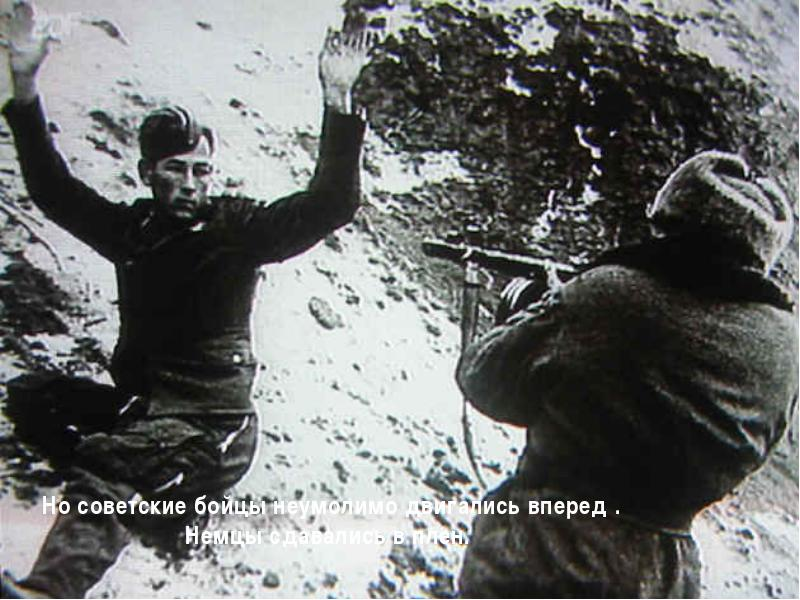 Но советские бойцы неумолимо двигались вперед .
Немцы сдавались в плен.